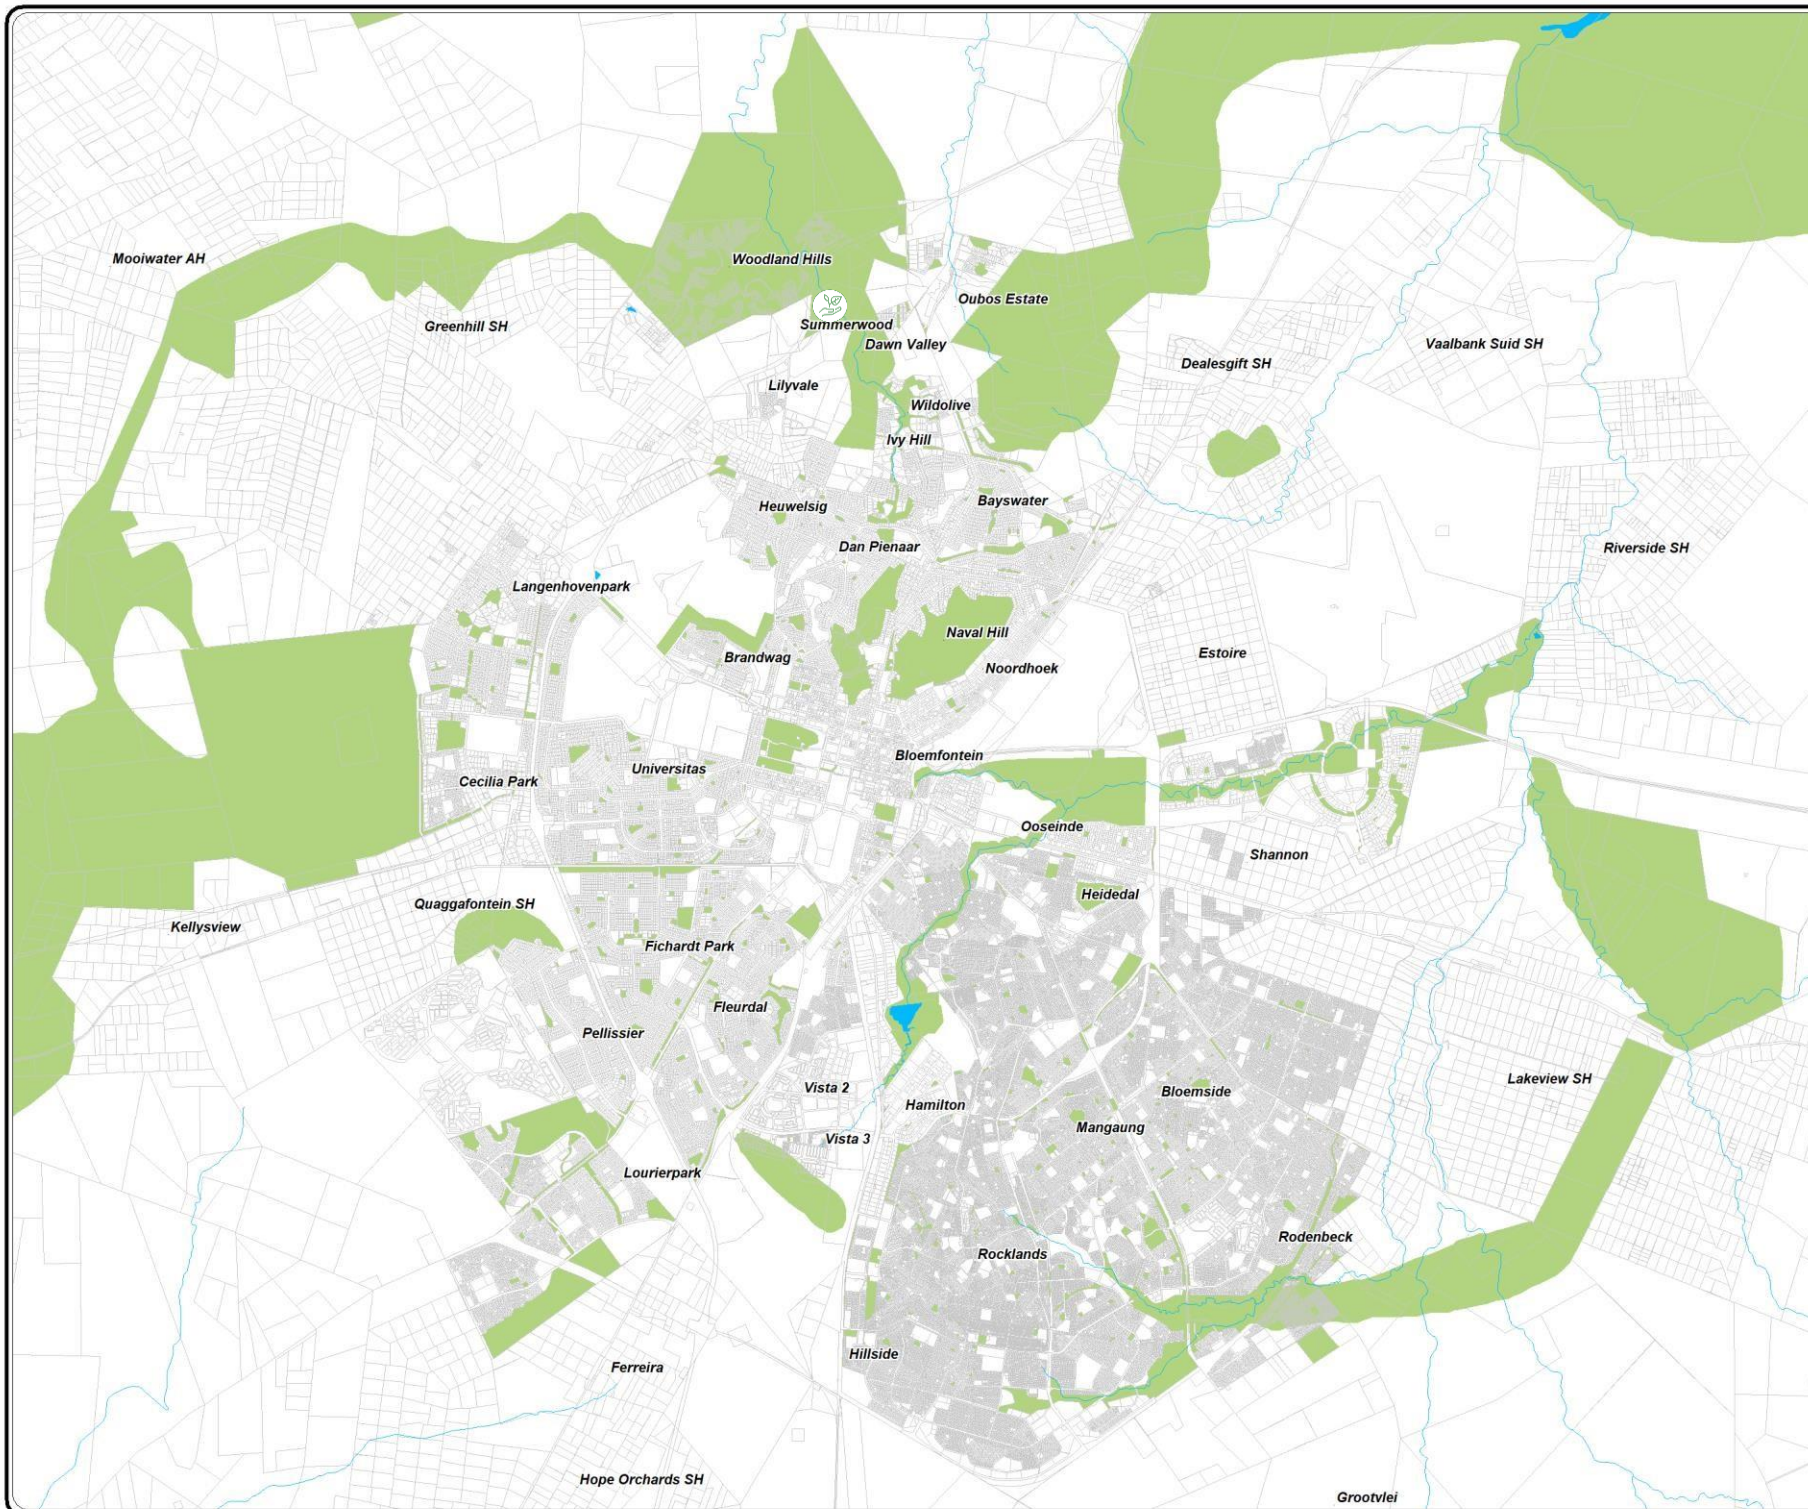 Mooiwater AH
Woodland Hills
Oubos Estate
Greenhill SH
Summerwood
Dawn Valley
Vaalbank Suid SH
Dealesgift SH
Lilyvale
Wildolive
Ivy Hill
Heuwelsig
Bayswater
Dan Pienaar
Riverside SH
Langenhovenpark
Naval Hill
Brandwag
Estoire
Noordhoek
Bloemfontein
Universitas
Cecilia Park
Ooseinde
Shannon
Heidedal
Quaggafontein SH
Kellysview
Fichardt Park
Fleurdal
Pellissier
Lakeview SH
Vista 2
Bloemside
Hamilton
Mangaung
Vista 3
Lourierpark
Rodenbeck
Rocklands
Hillside
Ferreira
Hope Orchards SH
Grootvlei